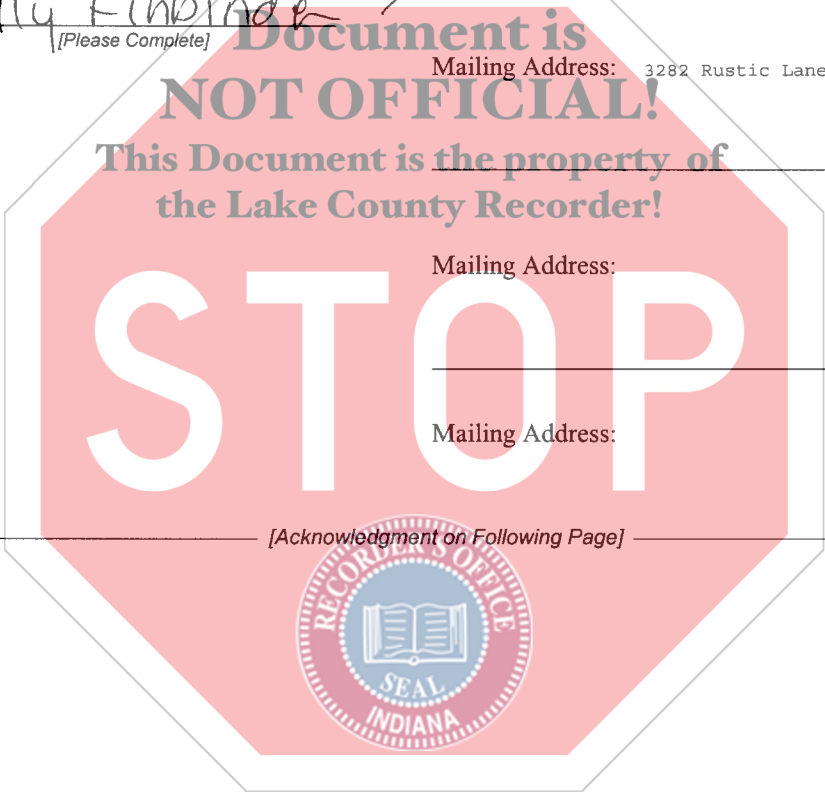 [Please Complete]
Document is
Mailing Address: 3282 Rustic Lane
NOT OFFICIAL!
This Document is the property of
the Lake County Recorder!
Mailing Address:
STOP
Mailing Address:
[Acknowledgment on Following Page]
RECORDER'S OFFICE
SEAL
INDIANA